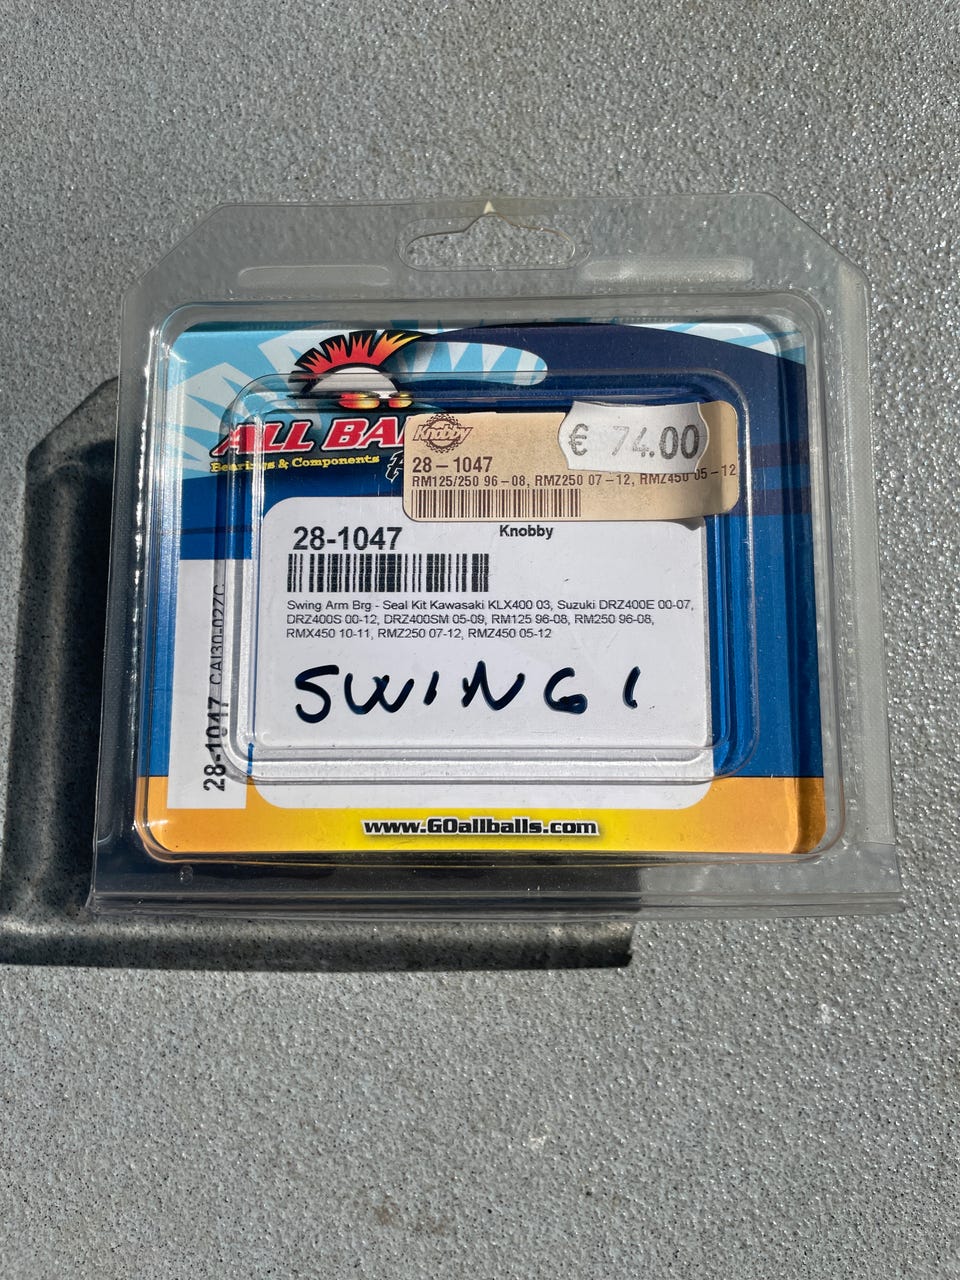 ALL BA
Bearings & Components
Knobby
€ 74.00
28-1047
RM125/250 96-08, RMZ250 07-12, RMZ450 05-12
28-1047
Knobby
Swing Arm Brg - Seal Kit Kawasaki KLX400 03, Suzuki DRZ400E 00-07,
DRZ400S 00-12, DRZ400SM 05-09, RM125 96-08, RM250 96-08,
RMX450 10-11, RMZ250 07-12, RMZ450 05-12
SWING 1
28-1047 CAI30-02ZC
www.GOallballs.com